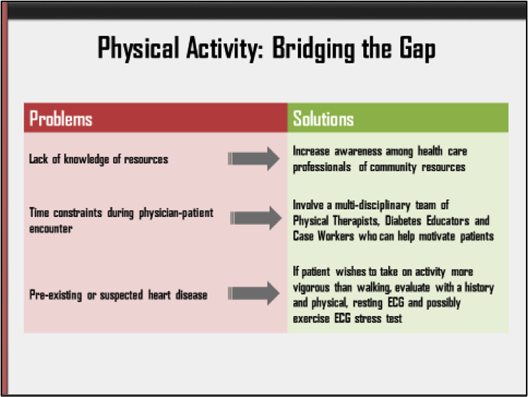 Physical Activity: Bridging the Gap
Problems
Solutions
Lack of knowledge of resources
Increase awareness among health care
professionals of community resources
Time constraints during physician-patient
encounter
Involve a multi-disciplinary team of
Physical Therapists, Diabetes Educators and
Case Workers who can help motivate patients
Pre-existing or suspected heart disease
If patient wishes to take on activity more
vigorous than walking, evaluate with a history
and physical, resting ECG and possibly
exercise ECG stress test